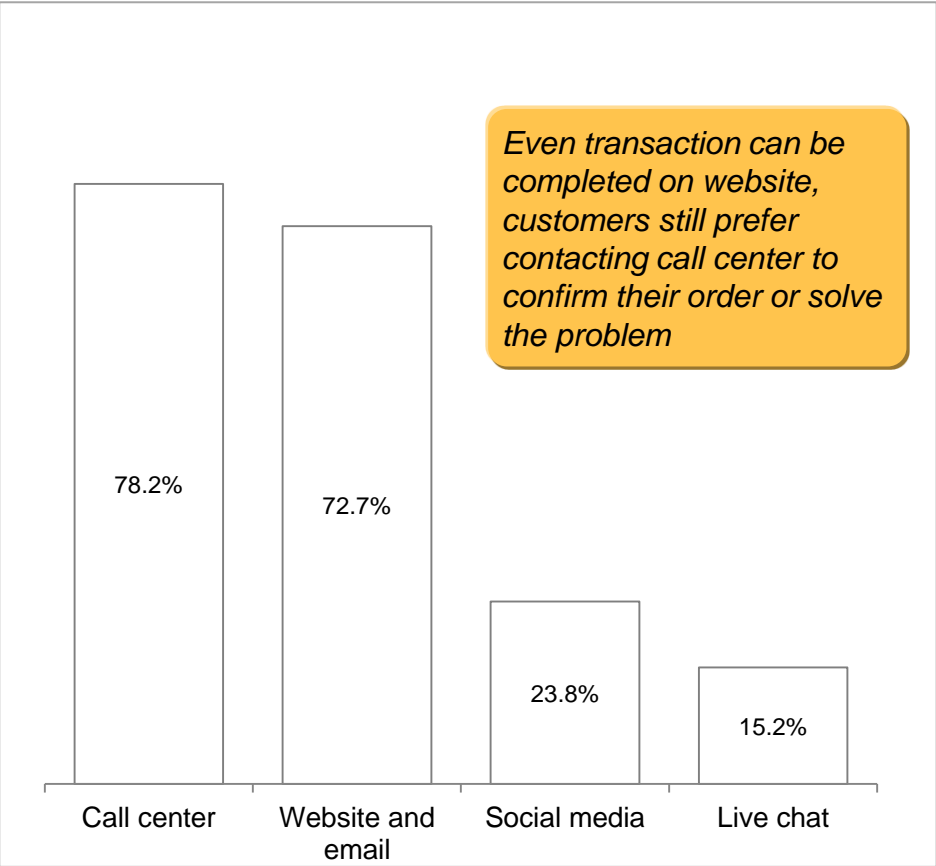 Even transaction can be
completed on website,
customers still prefer
contacting call center to
confirm their order or solve
the problem
78.2%
72.7%
23.8%
15.2%
Call center
Website and
email
Social media
Live chat